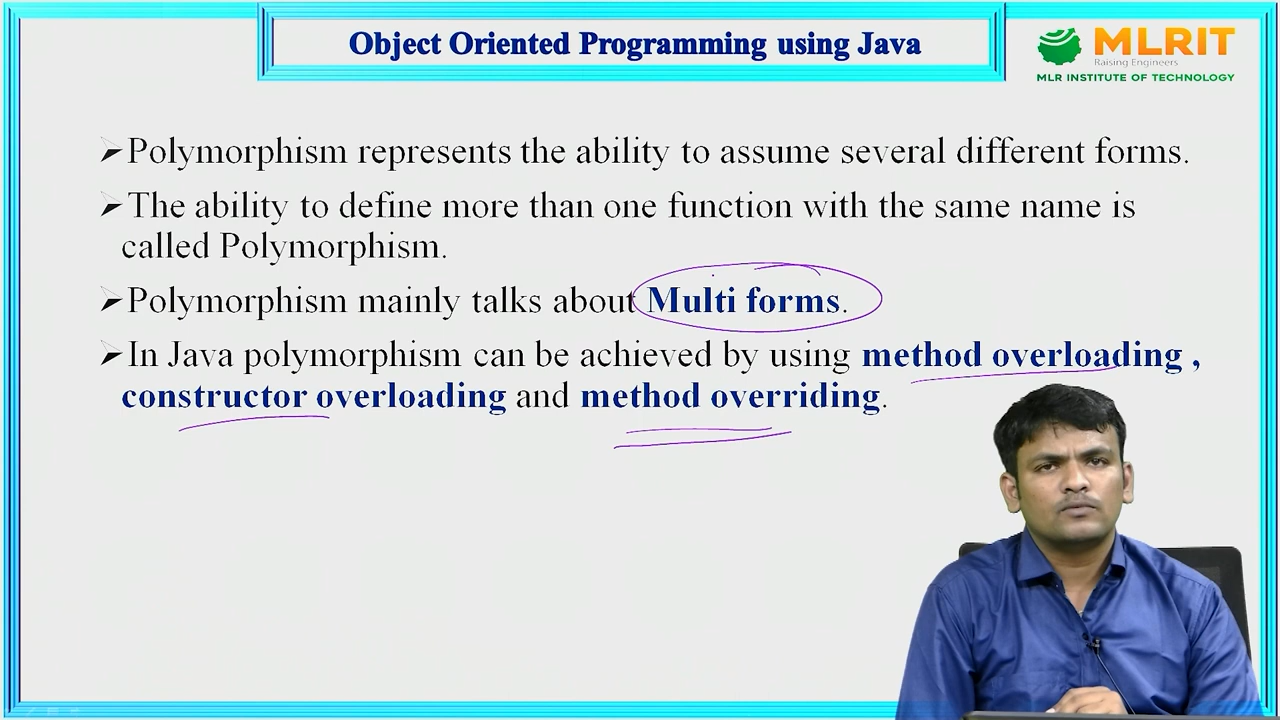 Object Oriented Programming using Java
MLRIT
Raising Engineers
MLR INSTITUTE OF TECHNOLOGY
➢Polymorphism represents the ability to assume several different forms.
➢The ability to define more than one function with the same name is
called Polymorphism.
➢Polymorphism mainly talks about Multi forms.
➢In Java polymorphism can be achieved by using method overloading ,
constructor overloading and method overriding.